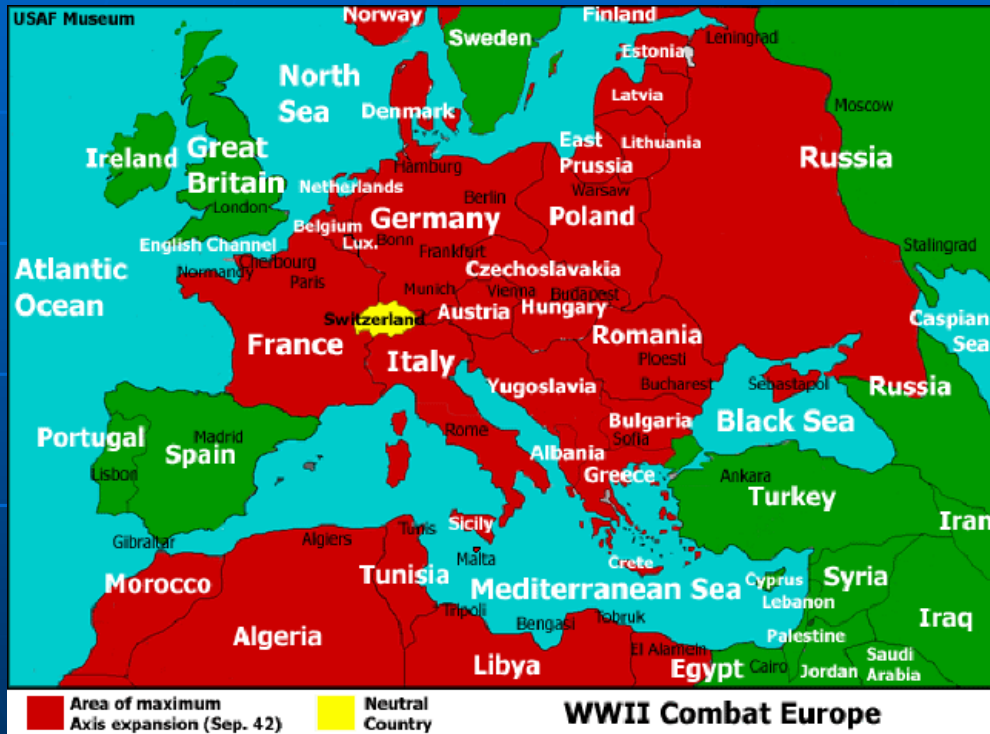 USAF Museum
Norway
Finland
Sweden
Estonia
Leningrad
North
Sea
Denmark
Latvia
Moscow
Ireland
Great
Britain
East
Prussia
Lithuania
Russia
Hamburg
Netherlands
London
Berlin
Warsaw
Germany
Poland
Belgium
Lux.
Bonn
English Channel
Frankfurt
Stalingrad
Atlantic
Ocean
Cherbourg
Normandy
Paris
Czechoslavakia
Munich
Vienna
Budapest
Switzerland
Austria
Hungary
Caspian
Sea
France
Italy
Romania
Ploesti
Yugoslavia
Bucharest
Sebastapol
Russia
Portugal
Madrid
Spain
Lisbon
Rome
Bulgaria
Sofia
Black Sea
Albania
Greece
Ankara
Turkey
Iran
Gibraltar
Algiers
Tunis
Sicily
Malta
Crete
Morocco
Tunisia
Mediterranean Sea
Cyprus
Lebanon
Syria
Iraq
Tripoli
Bengasi
Tobruk
Algeria
Libya
El Alamein
Egypt
Cairo
Palestine
Jordan
Saudi
Arabia
Area of maximum
Axis expansion (Sep. 42)
Neutral
Country
WWII Combat Europe